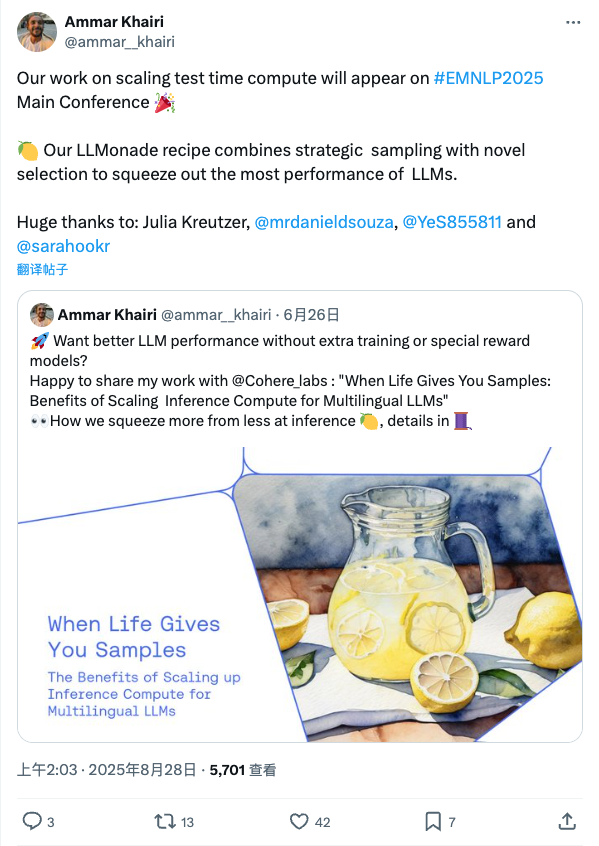 Ammar Khairi
@ammar__khairi
Our work on scaling test time compute will appear on #EMNLP2025
Main Conference 🎉
🍋 Our LLMonade recipe combines strategic  sampling with novel
selection to squeeze out the most performance of  LLMs.
Huge thanks to: Julia Kreutzer, @mrdanieldsouza, @YeS855811 and
@sarahookr
翻译帖子
Ammar Khairi @ammar__khairi · 6月26日
🚀 Want better LLM performance without extra training or special reward
models?
Happy to share my work with @Cohere_labs : "When Life Gives You Samples:
Benefits of Scaling  Inference Compute for Multilingual LLMs"
👀How we squeeze more from less at inference 🍋, details in 🧵
When Life Gives
You Samples
The Benefits of Scaling up
Inference Compute for
Multilingual LLMs
上午2:03 · 2025年8月28日 · 5,701 查看
3 13 42 7